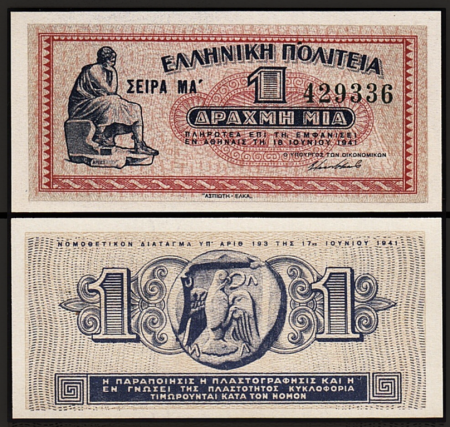 ΕΛΛΗΝΙΚΗ ΠΟΛΙΤΕΙΑ
ΣΕΙΡΑ ΜΑ΄
1 429336
ΔΡΑΧΜΗ ΜΙΑ
ΠΛΗΡΩΤΕΑ ΕΠΙ ΤΗ ΕΜΦΑΝΙΣΕΙ
ΕΝ ΑΘΗΝΑΙΣ ΤΗ 18 ΙΟΥΝΙΟΥ 1941
Ο ΥΠΟΥΡΓΟΣ ΤΩΝ ΟΙΚΟΝΟΜΙΚΩΝ
"ΑΣΠΙΩΤΗ-ΕΛΚΑ„
ΝΟΜΟΘΕΤΙΚΟΝ ΔΙΑΤΑΓΜΑ ΥΠ' ΑΡΙΘ 193 ΤΗΣ 17ης ΙΟΥΝΙΟΥ 1941
1 1
Η ΠΑΡΑΠΟΙΗΣΙΣ Η ΠΛΑΣΤΟΓΡΑΦΗΣΙΣ ΚΑΙ Η
ΕΝ ΓΝΩΣΕΙ ΤΗΣ ΠΛΑΣΤΟΤΗΤΟΣ ΚΥΚΛΟΦΟΡΙΑ
ΤΙΜΩΡΟΥΝΤΑΙ ΚΑΤΑ ΤΟΝ ΝΟΜΟΝ